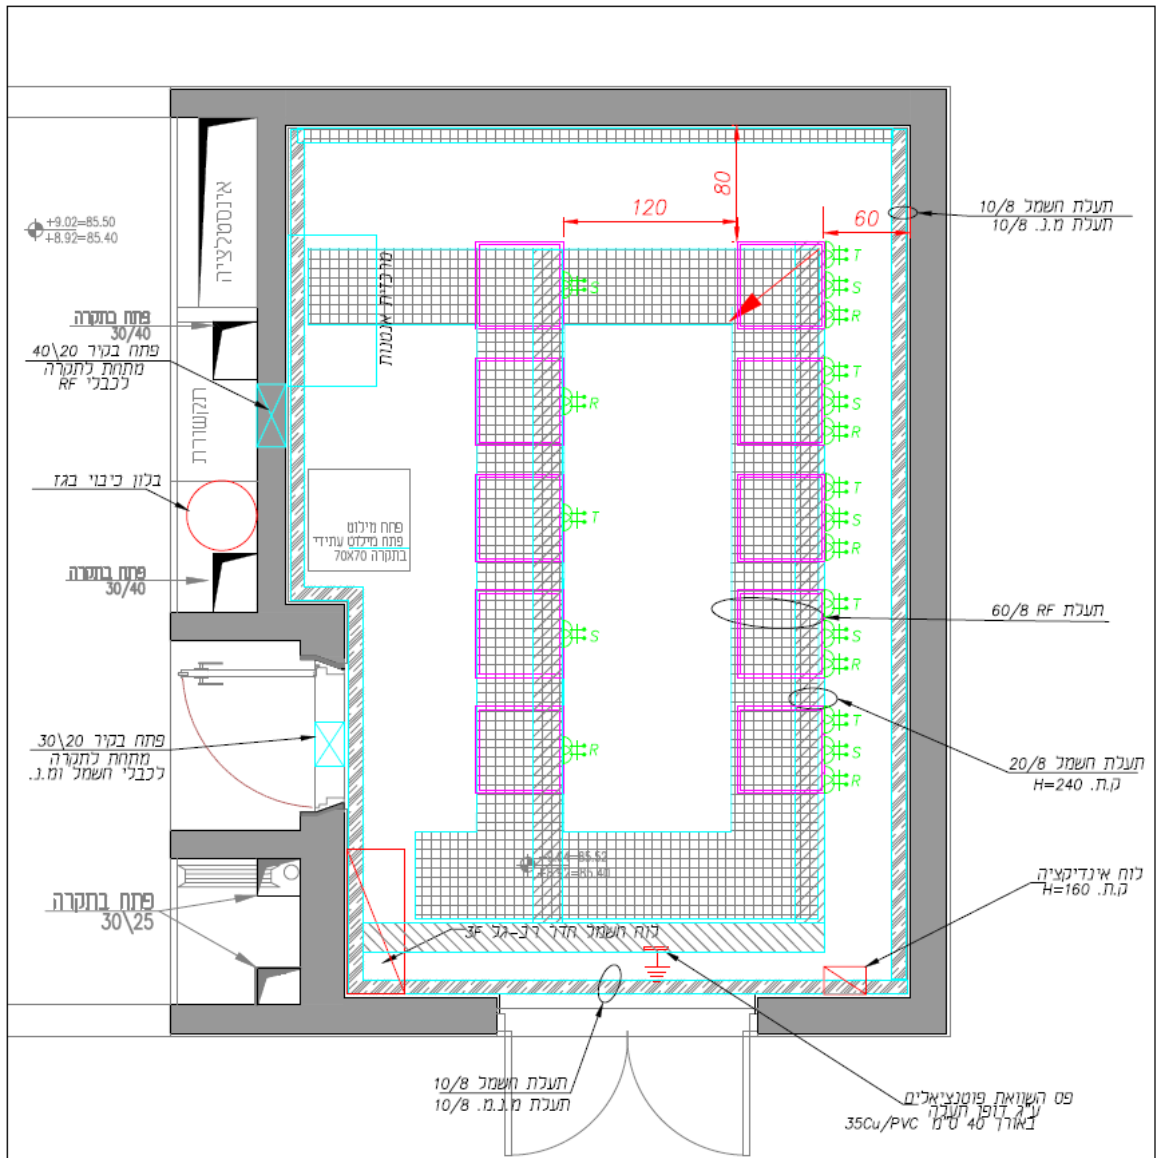 120
80
60
תעלת חשמל 10/8
תעלת מ.נ. 10/8
+9.02=85.50
+8.92=85.40
אינסטלציה
פתח בתקרה
30/40
פתח בקיר 20\40
מתחת לתקרה
לכבלי RF
מרכזית אנטנות
תקשורת
בלון כיבוי בגז
פתח בתקרה
30/40
פתח מילוט
פתח מילוט עתידי
בתקרה 70X70
S
R
T
S
R
T
S
R
T
S
R
T
S
R
T
S
R
T
S
R
תעלת RF 60/8
תעלת חשמל 20/8
ק.ת. H=240
פתח בקיר 20\30
מתחת לתקרה
לכבלי חשמל ומ.נ.
לוח אינדיקציה
ק.ת. H=160
פתח בתקרה
30\25
לוח חשמל חדר רב-גל 3F
תעלת חשמל 10/8
תעלת מ.נ.מ. 10/8
פס השוואת פוטנציאלים
ע"ג דופן תעלה
באורך 40 ס"מ 35Cu/PVC